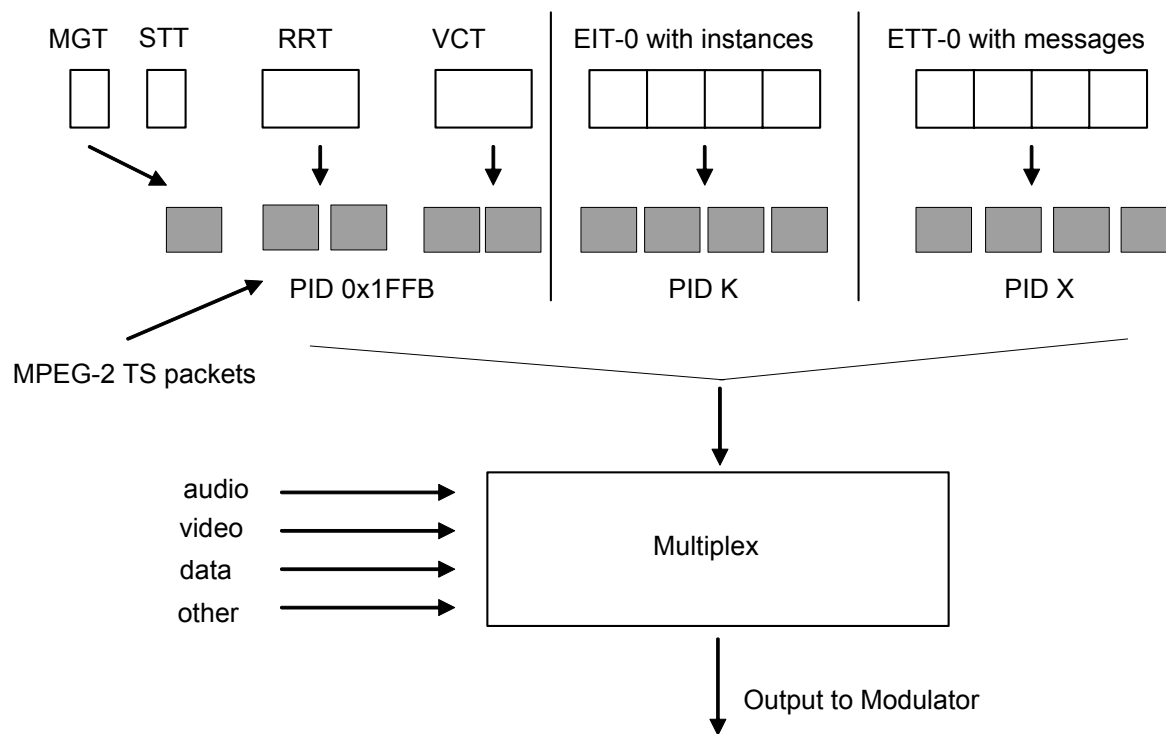 MGT STT RRT VCT EIT-0 with instances ETT-0 with messages
PID 0x1FFB PID K PID X
MPEG-2 TS packets
audio
video
data
other
Multiplex
Output to Modulator